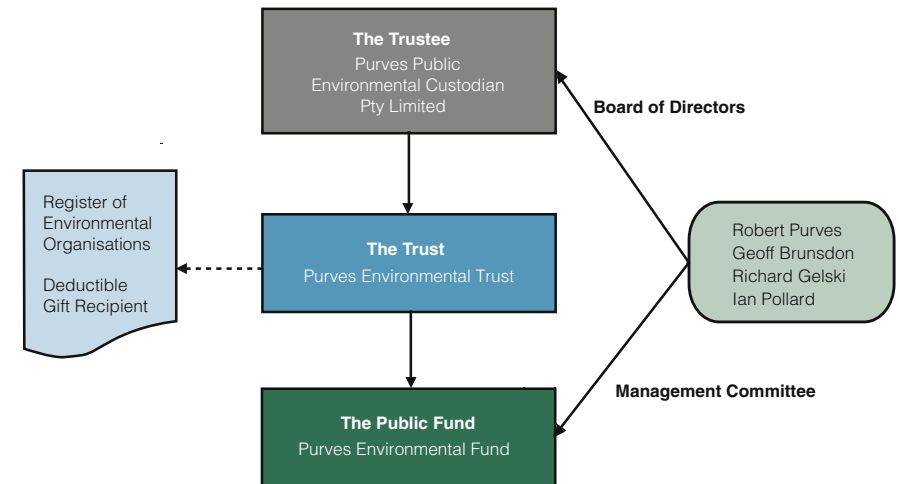 The Trustee
Purves Public
Environmental Custodian
Pty Limited
Board of Directors
Register of
Environmental
Organisations
Deductible
Gift Recipient
The Trust
Purves Environmental Trust
Robert Purves
Geoff Brunsdon
Richard Gelski
Ian Pollard
Management Committee
The Public Fund
Purves Environmental Fund